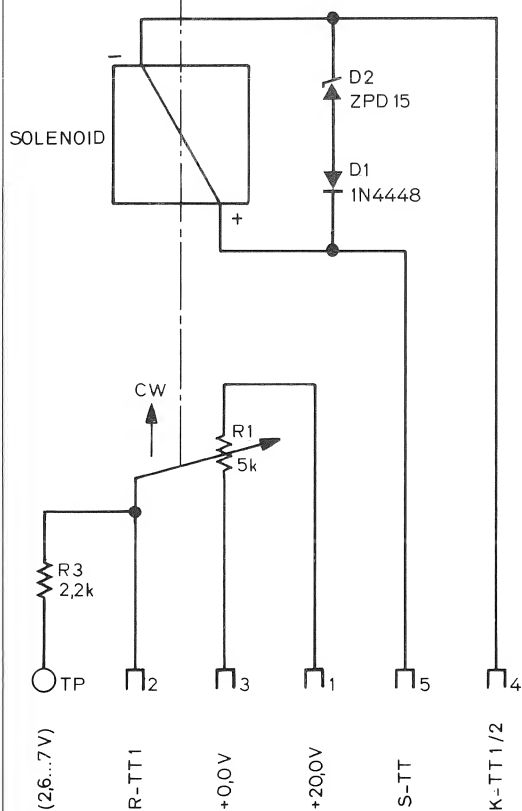 −
D2
ZPD 15
SOLENOID
D1
1N4448
+
CW
R1
5k
R3
2,2k
TP
2
3
1
5
4
(2,6...7V)
R-TT1
+0,0V
+20,0V
S-TT
K-TT1/2